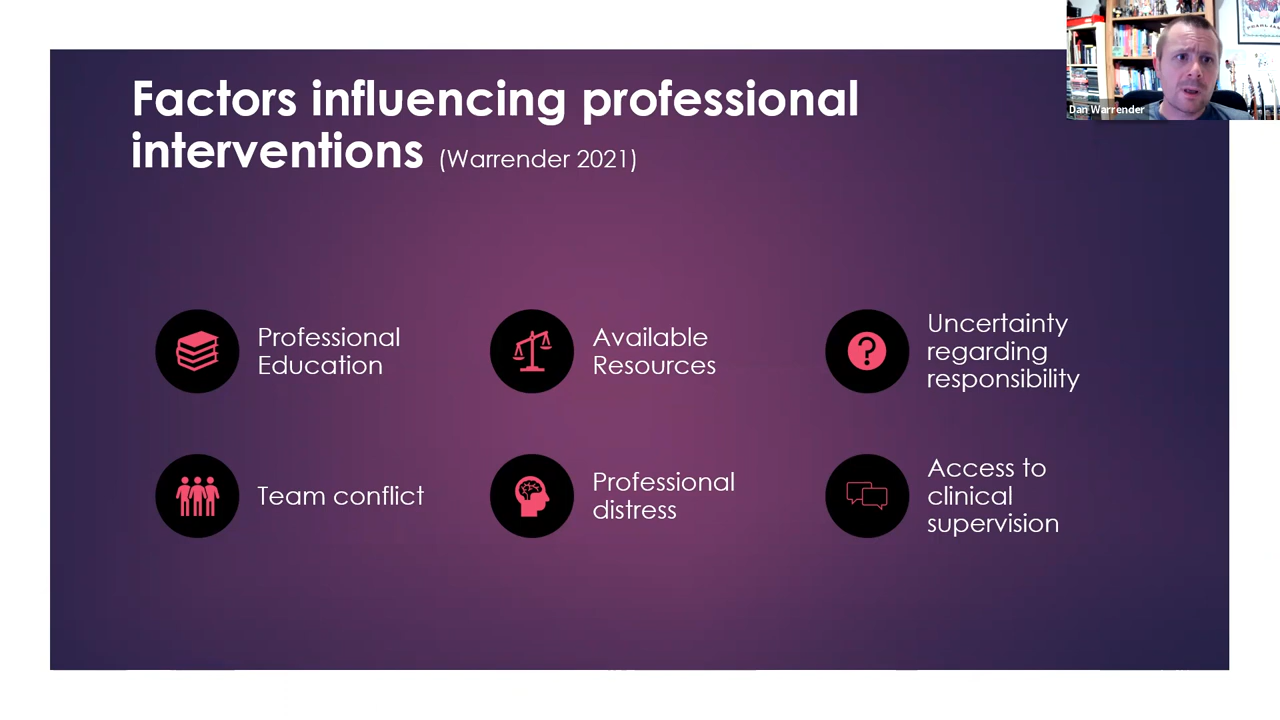 Factors influencing professional
interventions (Warrender 2021)
Dan Warrender
Professional
Education
Available
Resources
Uncertainty
regarding
responsibility
Team conflict
Professional
distress
Access to
clinical
supervision